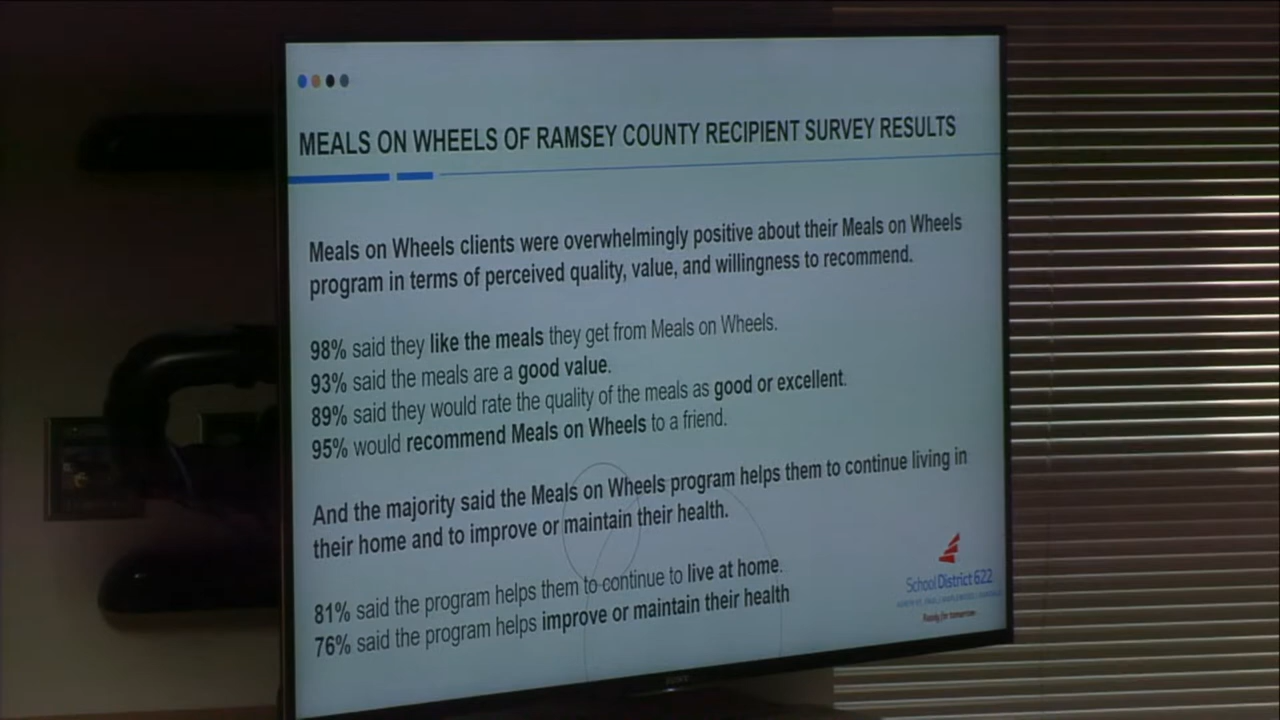 MEALS ON WHEELS OF RAMSEY COUNTY RECIPIENT SURVEY RESULTS
Meals on Wheels clients were overwhelmingly positive about their Meals on Wheels
program in terms of perceived quality, value, and willingness to recommend.
98% said they like the meals they get from Meals on Wheels.
93% said the meals are a good value.
89% said they would rate the quality of the meals as good or excellent.
95% would recommend Meals on Wheels to a friend.
And the majority said the Meals on Wheels program helps them to continue living in
their home and to improve or maintain their health.
81% said the program helps them to continue to live at home.
76% said the program helps improve or maintain their health
School District 622
Ready for tomorrow
SONY